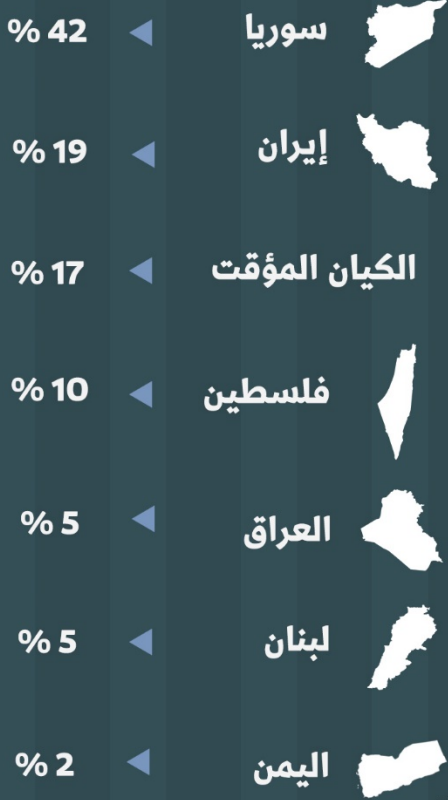 سوريا % 42
إيران % 19
الكيان المؤقت % 17
فلسطين % 10
العراق % 5
لبنان % 5
اليمن % 2